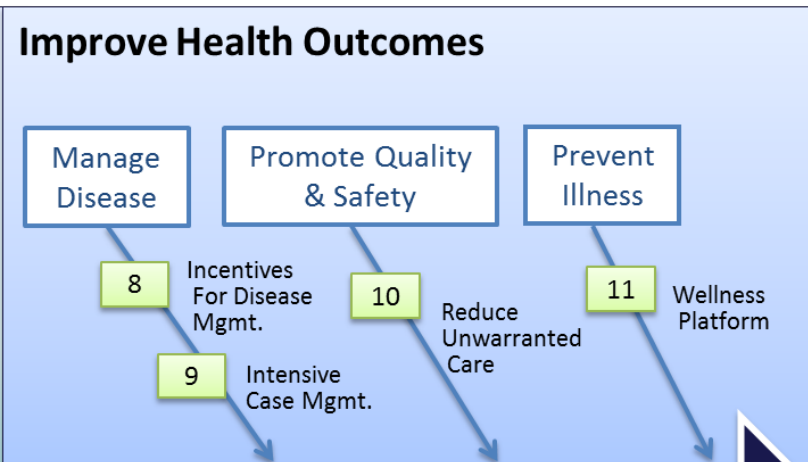 Improve Health Outcomes
Manage
Disease
Promote Quality
& Safety
Prevent
Illness
8
Incentives
For Disease
Mgmt.
9
Intensive
Case Mgmt.
10
Reduce
Unwarranted
Care
11
Wellness
Platform